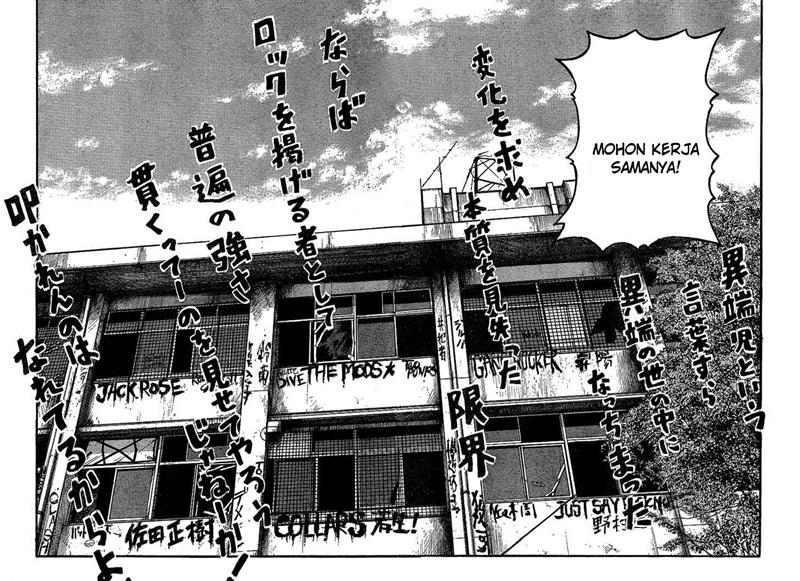 MOHON KERJA
SAMANYA!
異端児という
言葉すら
異端の世の中に
なっちまった
変化を求め
本質を見失った
限界
ならば
ロックを揚げる者として!
普遍の強さ
貫くってーのを見せてやろう
じゃねーか!
叩かれんのは
なれてるからよ
JACK ROSE
THE MODS
佐田正樹
COLLARS 若生!
JUST SAY
野村